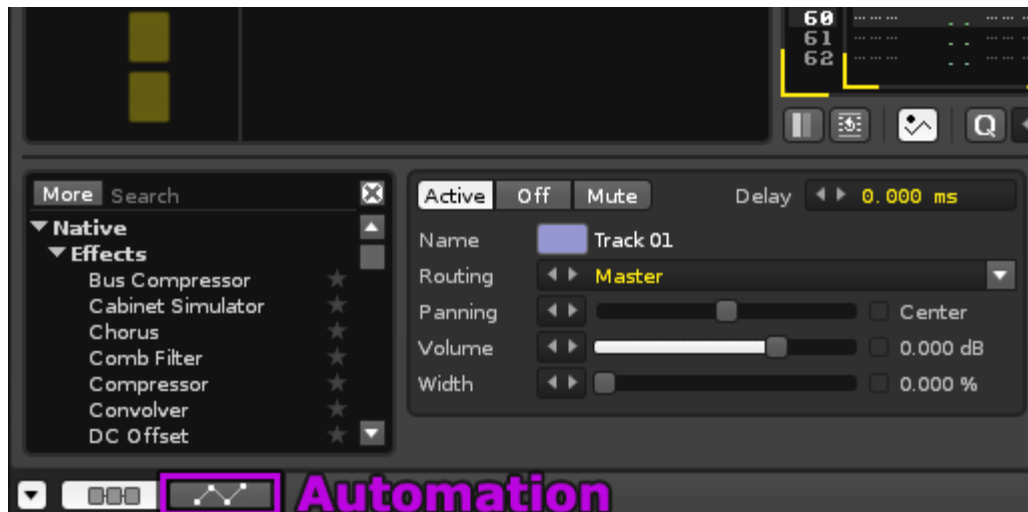 60
61
62
Q
More Search
Native
Effects
Bus Compressor
Cabinet Simulator
Chorus
Comb Filter
Compressor
Convolver
DC Offset
Active Off Mute Delay 0.000 ms
Name Track 01
Routing Master
Panning Center
Volume 0.000 dB
Width 0.000 %
Automation